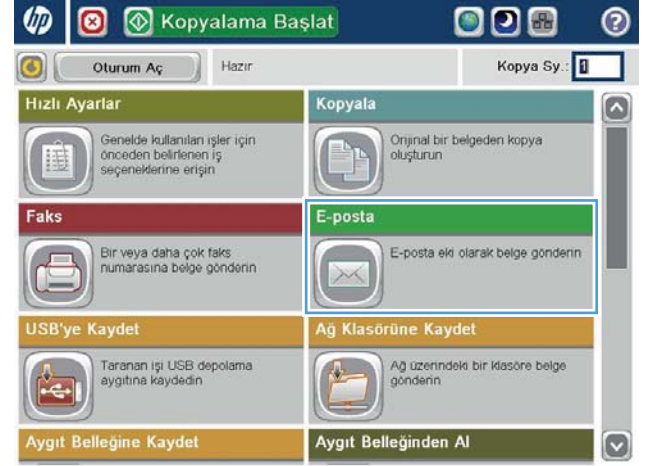 hp
Kopyalama Başlat
?
Oturum Aç
Hazır
Kopya Sy.: 1
Hızlı Ayarlar
Genelde kullanılan işler için
önceden belirlenen iş
seçeneklerine erişin
Kopyala
Orijinal bir belgeden kopya
oluşturun
Faks
Bir veya daha çok faks
numarasına belge gönderin
E-posta
E-posta eki olarak belge gönderin
USB'ye Kaydet
Taranan işi USB depolama
aygıtına kaydedin
Ağ Klasörüne Kaydet
Ağ üzerindeki bir klasöre belge
gönderin
Aygıt Belleğine Kaydet
Aygıt Belleğinden Al